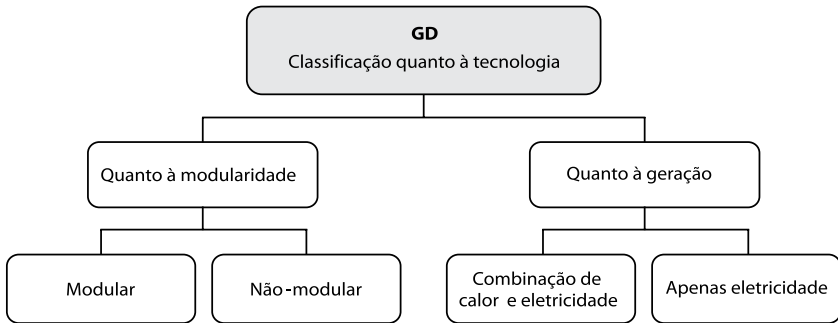 GD
Classificação quanto à tecnologia
Quanto à modularidade
Quanto à geração
Modular
Não-modular
Combinação de
calor e eletricidade
Apenas eletricidade